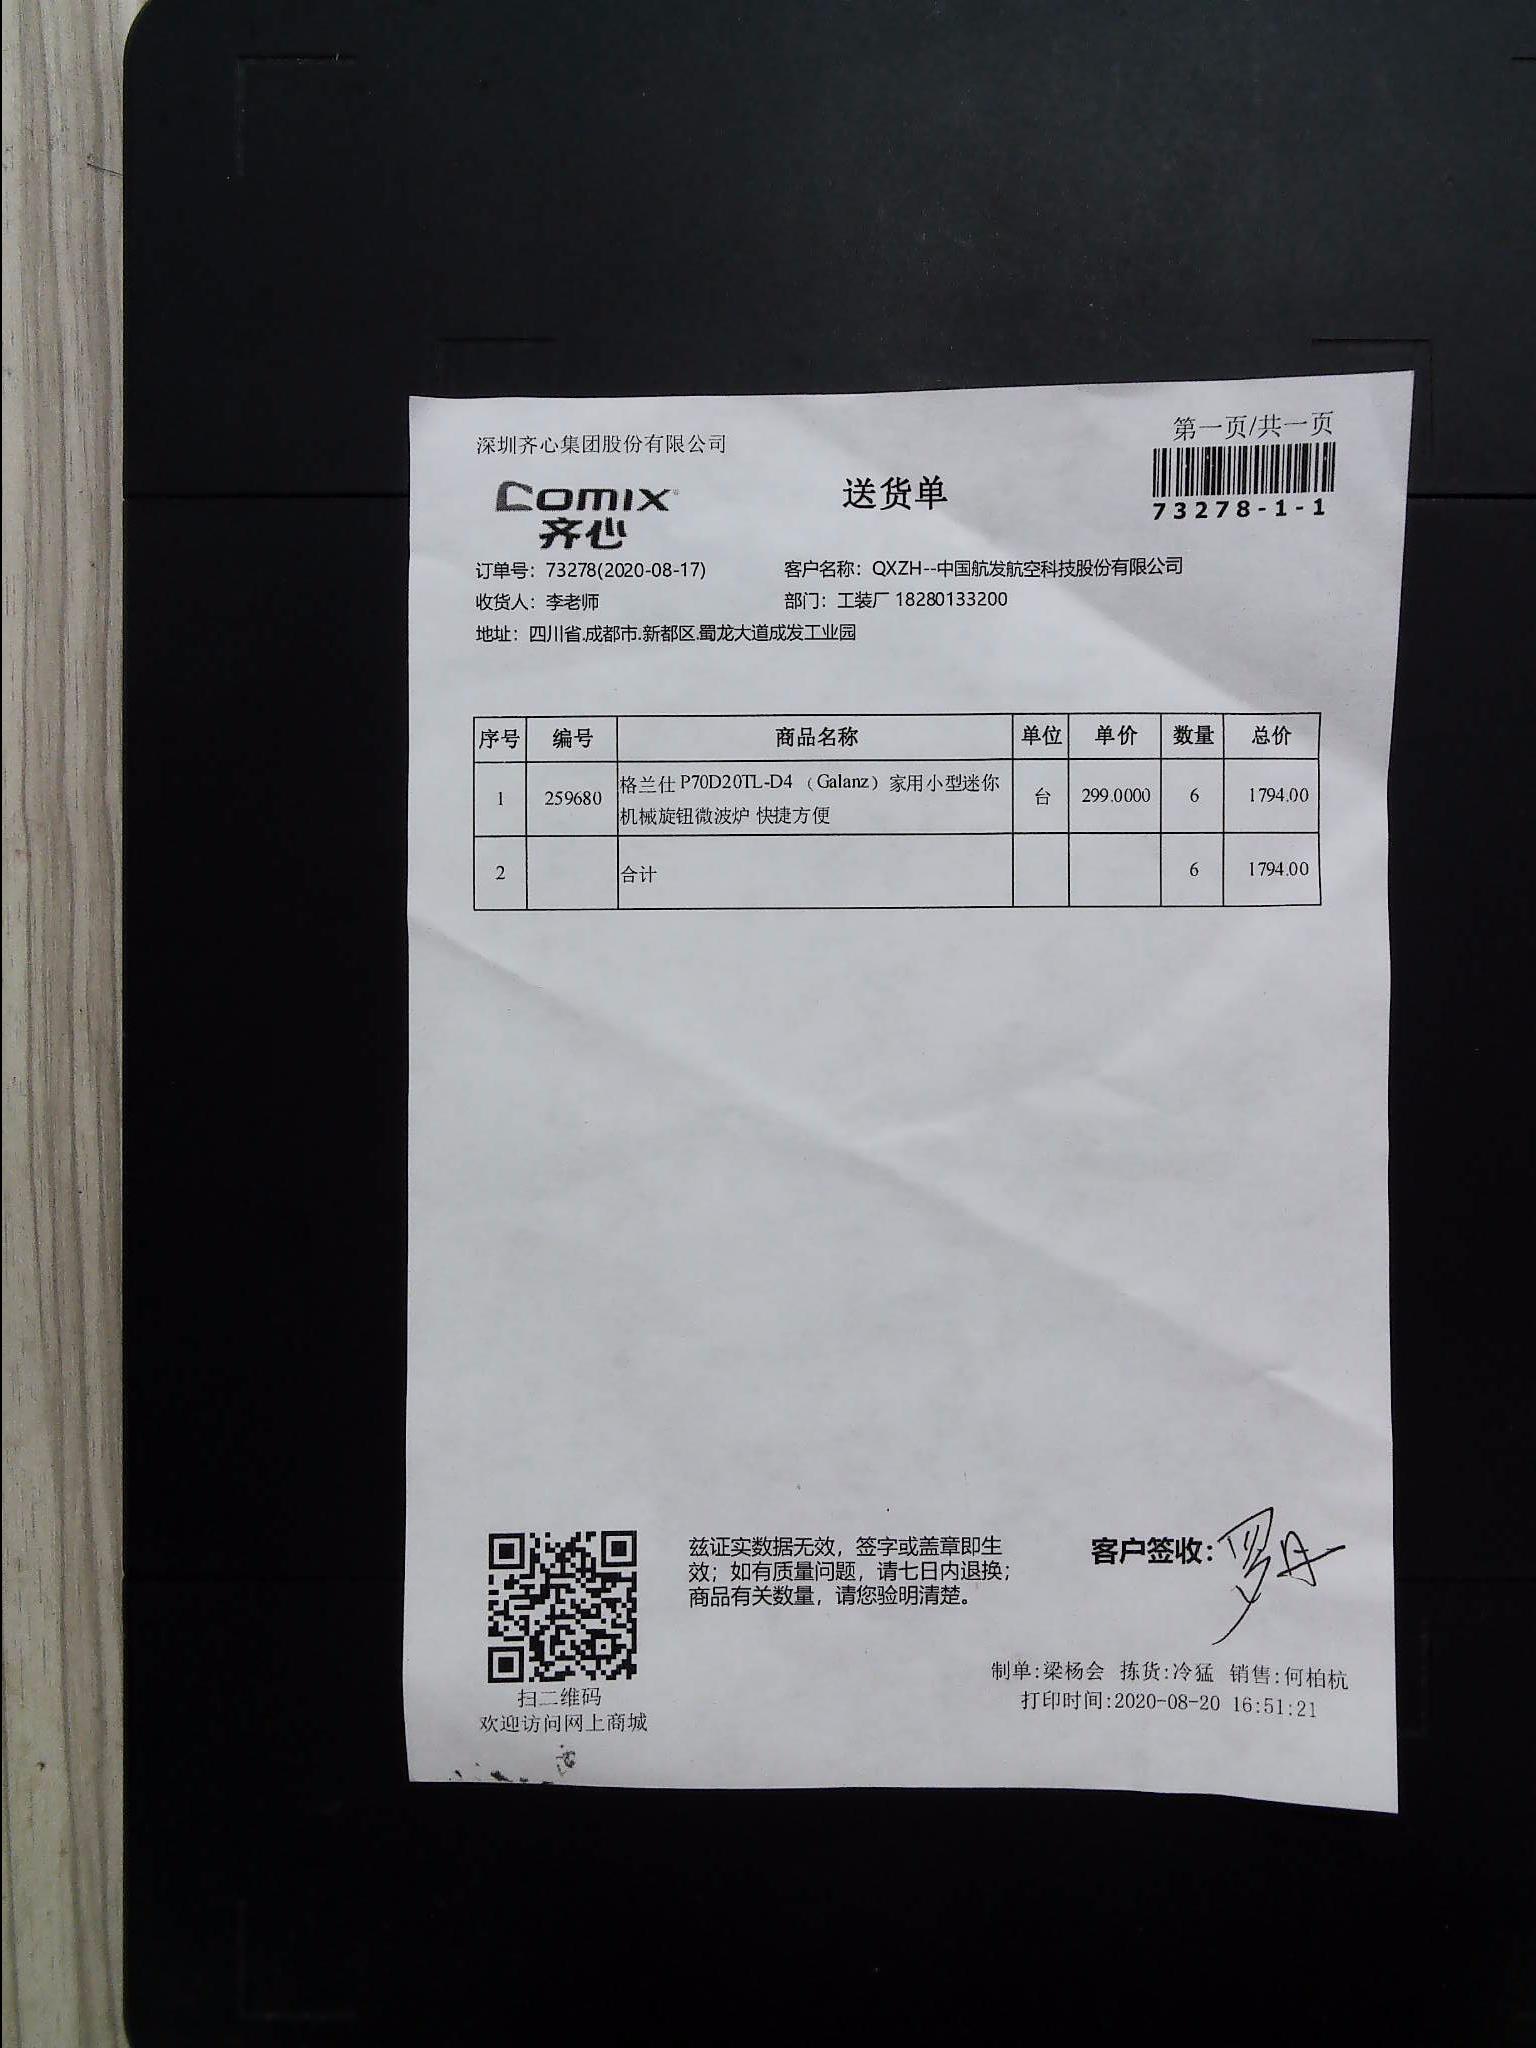 深圳齐心集团股份有限公司
第一页/共一页
comix
齐心
送货单
73278-1-1
订单号：73278(2020-08-17)
客户名称：QXZH--中国航发航空科技股份有限公司
收货人：李老师
部门：工装厂 18280133200
地址：四川省.成都市.新都区.蜀龙大道成发工业园
序号 编号 商品名称 单位 单价 数量 总价
1 259680 格兰仕 P70D20TL-D4 （Galanz）家用小型迷你 台 299.0000 6 1794.00
机械旋钮微波炉 快捷方便
2 合计 6 1794.00
兹证实数据无效，签字或盖章即生
效；如有质量问题，请七日内退换；
商品有关数量，请您验明清楚。
客户签收：罗丹
扫二维码
欢迎访问网上商城
制单:梁杨会 拣货:冷猛 销售:何柏杭
打印时间:2020-08-20 16:51:21